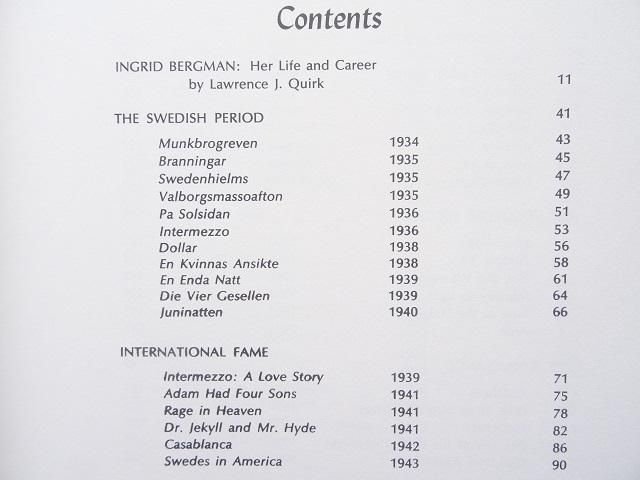 Contents
INGRID BERGMAN: Her Life and Career
by Lawrence J. Quirk 11
THE SWEDISH PERIOD 41
Munkbrogreven 1934 43
Branningar 1935 45
Swedenhielms 1935 47
Valborgsmassoafton 1935 49
Pa Solsidan 1936 51
Intermezzo 1936 53
Dollar 1938 56
En Kvinnas Ansikte 1938 58
En Enda Natt 1939 61
Die Vier Gesellen 1939 64
Juninatten 1940 66
INTERNATIONAL FAME
Intermezzo: A Love Story 1939 71
Adam Had Four Sons 1941 75
Rage in Heaven 1941 78
Dr. Jekyll and Mr. Hyde 1941 82
Casablanca 1942 86
Swedes in America 1943 90